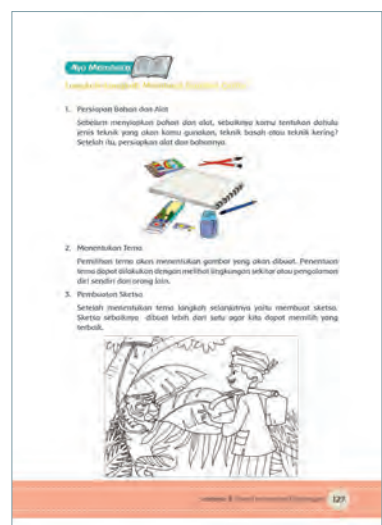 Ayo Membaca
Langkah-langkah Membuat Gambar Cerita
1. Persiapan Bahan dan Alat
Sebelum menyiapkan bahan dan alat, sebaiknya kamu tentukan dahulu
jenis teknik yang akan kamu gunakan, teknik basah atau teknik kering?
Setelah itu, persiapkan alat dan bahannya.
2. Menentukan Tema
Pemilihan tema akan menentukan gambar yang akan dibuat. Penentuan
tema dapat dilakukan dengan melihat lingkungan sekitar atau pengalaman
diri sendiri dan orang lain.
3. Pembuatan Sketsa
Setelah menentukan tema langkah selanjutnya yaitu membuat sketsa.
Sketsa sebaiknya dibuat lebih dari satu agar kita dapat memilih yang
terbaik.
127